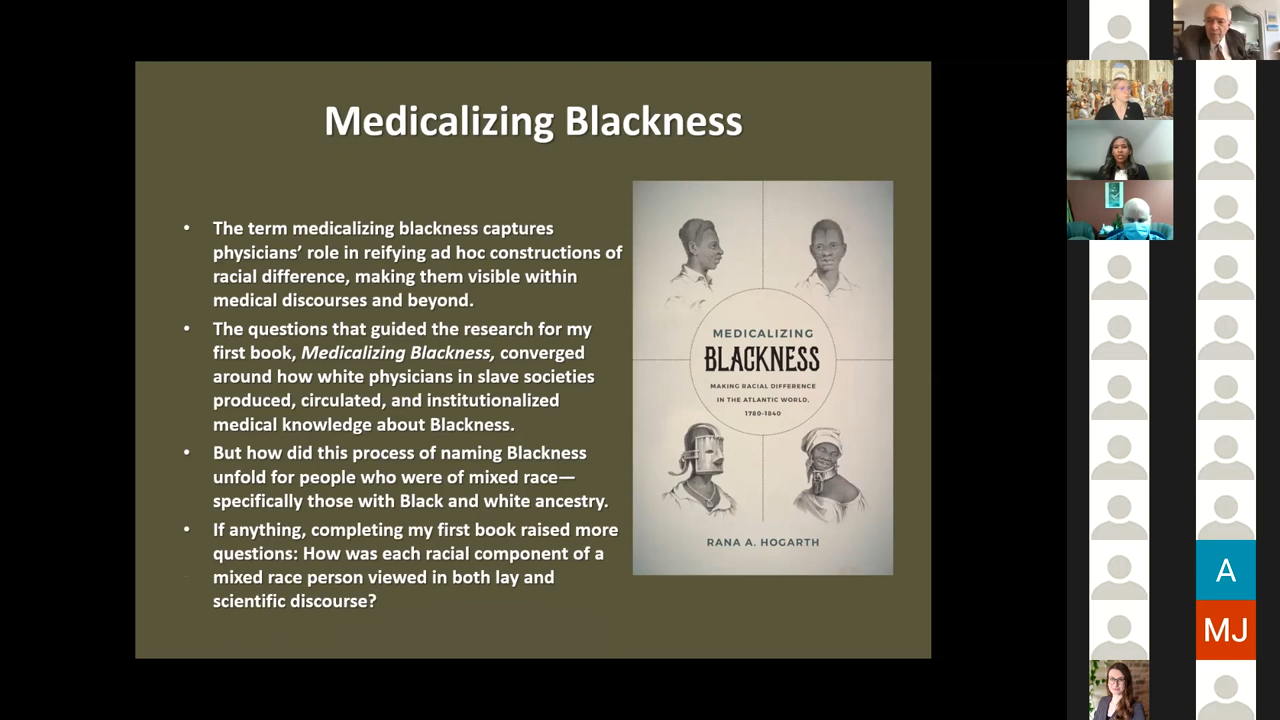 Medicalizing Blackness
• The term medicalizing blackness captures
physicians’ role in reifying ad hoc constructions of
racial difference, making them visible within
medical discourses and beyond.
• The questions that guided the research for my
first book, Medicalizing Blackness, converged
around how white physicians in slave societies
produced, circulated, and institutionalized
medical knowledge about Blackness.
• But how did this process of naming Blackness
unfold for people who were of mixed race—
specifically those with Black and white ancestry.
• If anything, completing my first book raised more
questions: How was each racial component of a
mixed race person viewed in both lay and
scientific discourse?
MEDICALIZING
BLACKNESS
MAKING RACIAL DIFFERENCE
IN THE ATLANTIC WORLD,
1780-1840
RANA A. HOGARTH
A
MJ